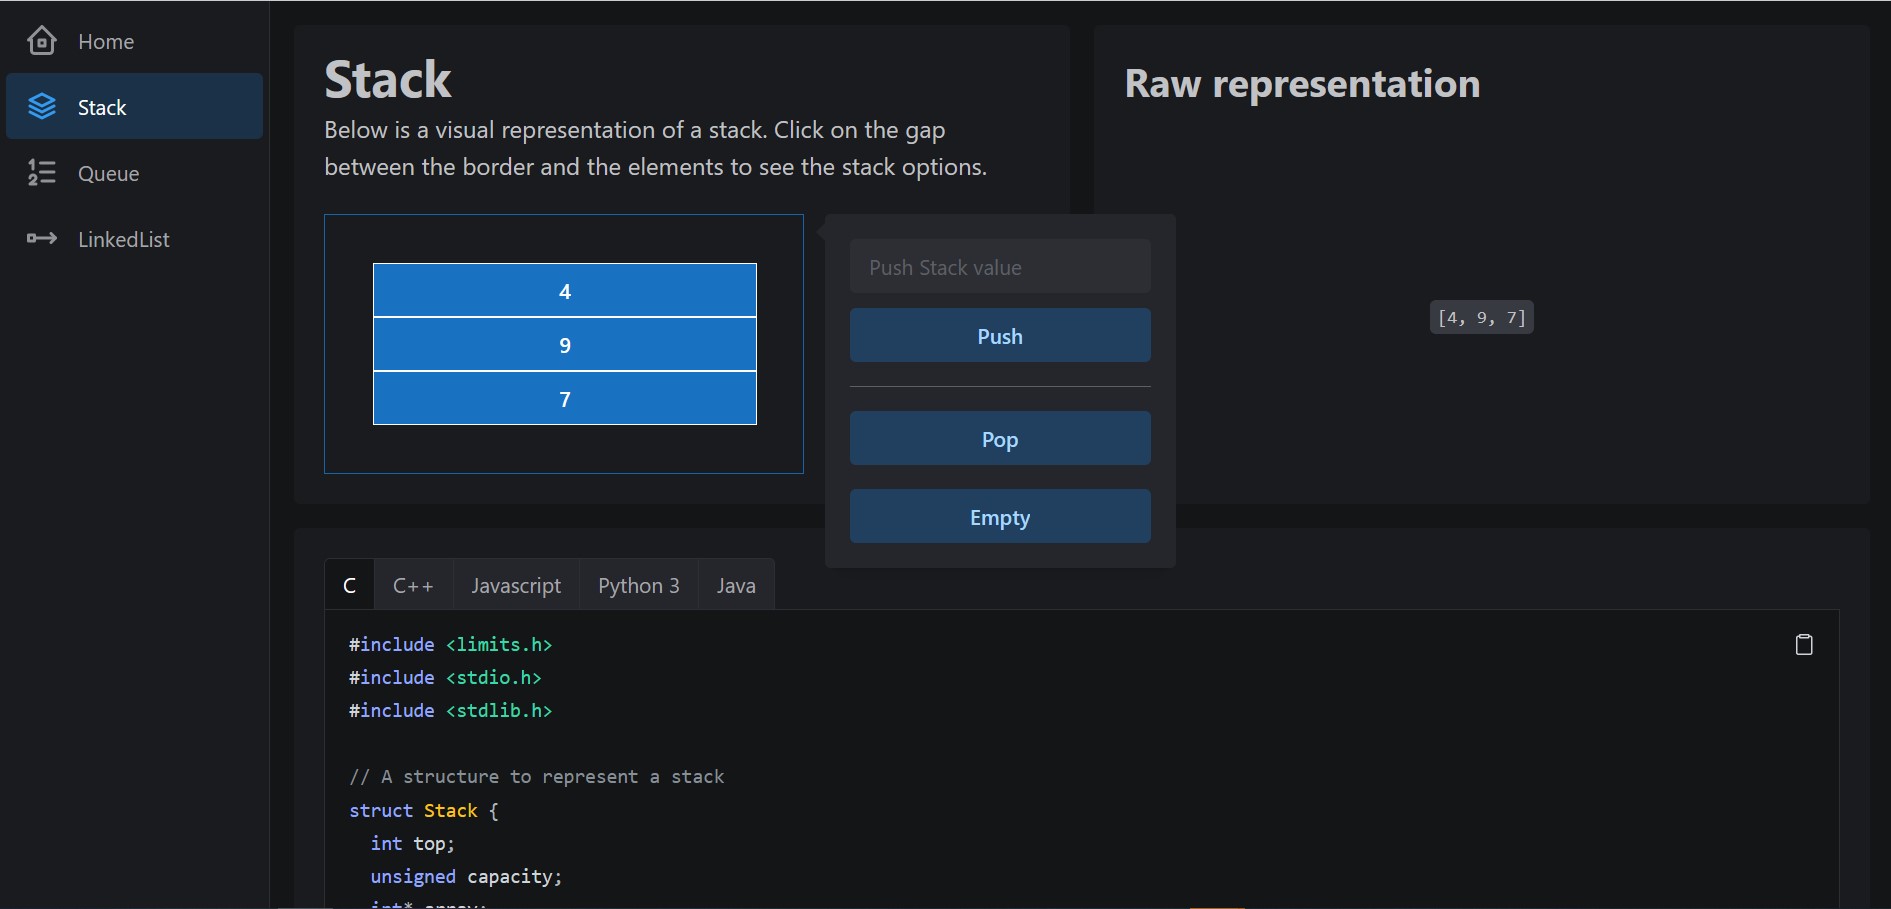 Home
Stack
Queue
LinkedList
Stack
Below is a visual representation of a stack. Click on the gap
between the border and the elements to see the stack options.
4
9
7
Push Stack value
Push
Pop
Empty
Raw representation
[4, 9, 7]
C C++ Javascript Python 3 Java
#include <limits.h>
#include <stdio.h>
#include <stdlib.h>
// A structure to represent a stack
struct Stack {
int top;
unsigned capacity;
int* array;